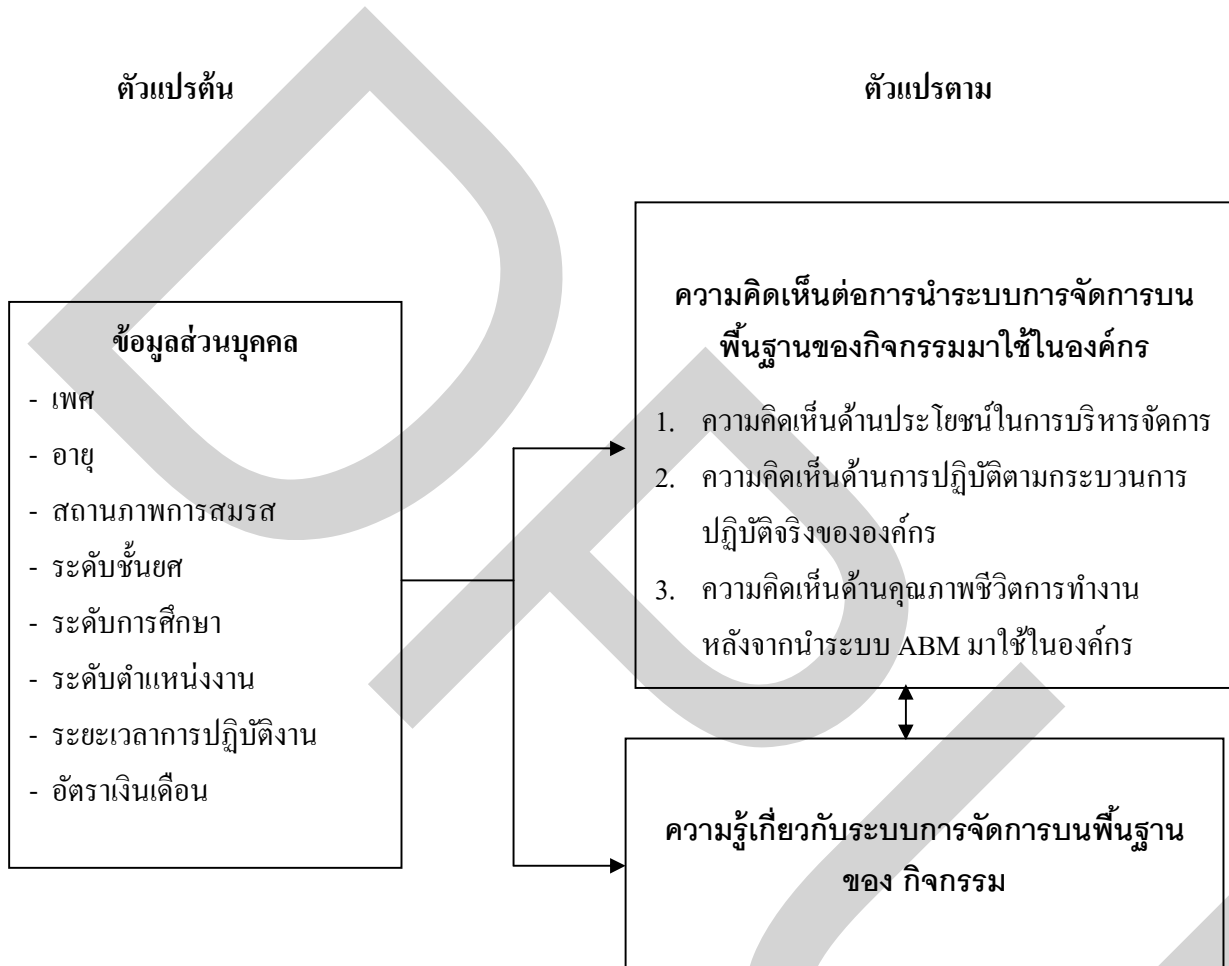 ตัวแปรต้น
ตัวแปรตาม
ข้อมูลส่วนบุคคล
- เพศ
- อายุ
- สถานภาพการสมรส
- ระดับชั้นยศ
- ระดับการศึกษา
- ระดับตำแหน่งงาน
- ระยะเวลาการปฏิบัติงาน
- อัตราเงินเดือน
ความคิดเห็นต่อการนำระบบการจัดการบน
พื้นฐานของกิจกรรมมาใช้ในองค์กร
1. ความคิดเห็นด้านประโยชน์ในการบริหารจัดการ
2. ความคิดเห็นด้านการปฏิบัติตามกระบวนการ
ปฏิบัติจริงขององค์กร
3. ความคิดเห็นด้านคุณภาพชีวิตการทำงาน
หลังจากนำระบบ ABM มาใช้ในองค์กร
ความรู้เกี่ยวกับระบบการจัดการบนพื้นฐาน
ของ กิจกรรม